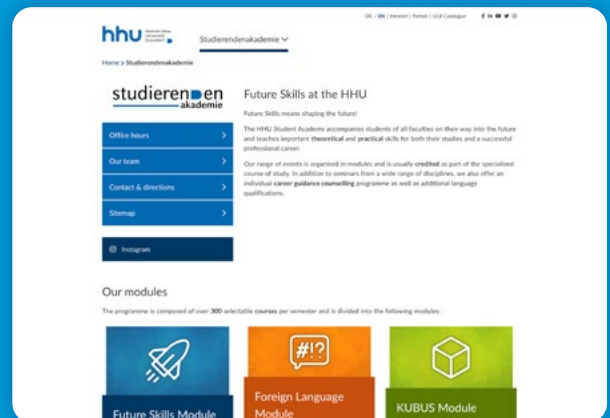 DE / EN | Intranet | Portals | ULB Catalogue
hhu Heinrich Heine
Universität
Düsseldorf
Studierendenakademie
Home > Studierendenakademie
studierenden
akademie
Office hours
Our team
Contact & directions
Sitemap
Instagram
Future Skills at the HHU
Future Skills means shaping the future!
The HHU Student Academy accompanies students of all faculties on their way into the future
and teaches important theoretical and practical skills for both their studies and a successful
professional career.
Our range of events is organised in modules and is usually credited as part of the specialised
course of study. In addition to seminars from a wide range of disciplines, we also offer an
individual career guidance counselling programme as well as additional language
qualifications.
Our modules
The programme is composed of over 300 selectable courses per semester and is divided into the following modules:
Future Skills Module
#!?
Foreign Language
Module
KUBUS Module